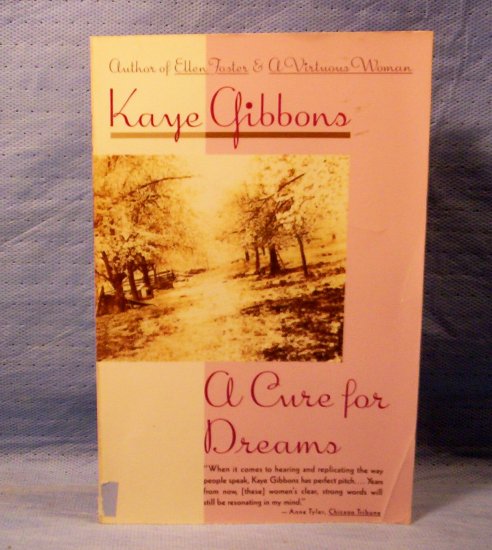 Author of Ellen Foster & A Virtuous Woman
Kaye Gibbons
A Cure for
Dreams
"When it comes to hearing and replicating the way
people speak, Kaye Gibbons has perfect pitch.... Years
from now, [these] women's clear, strong words will
still be resonating in my mind."
— Anne Tyler, Chicago Tribune